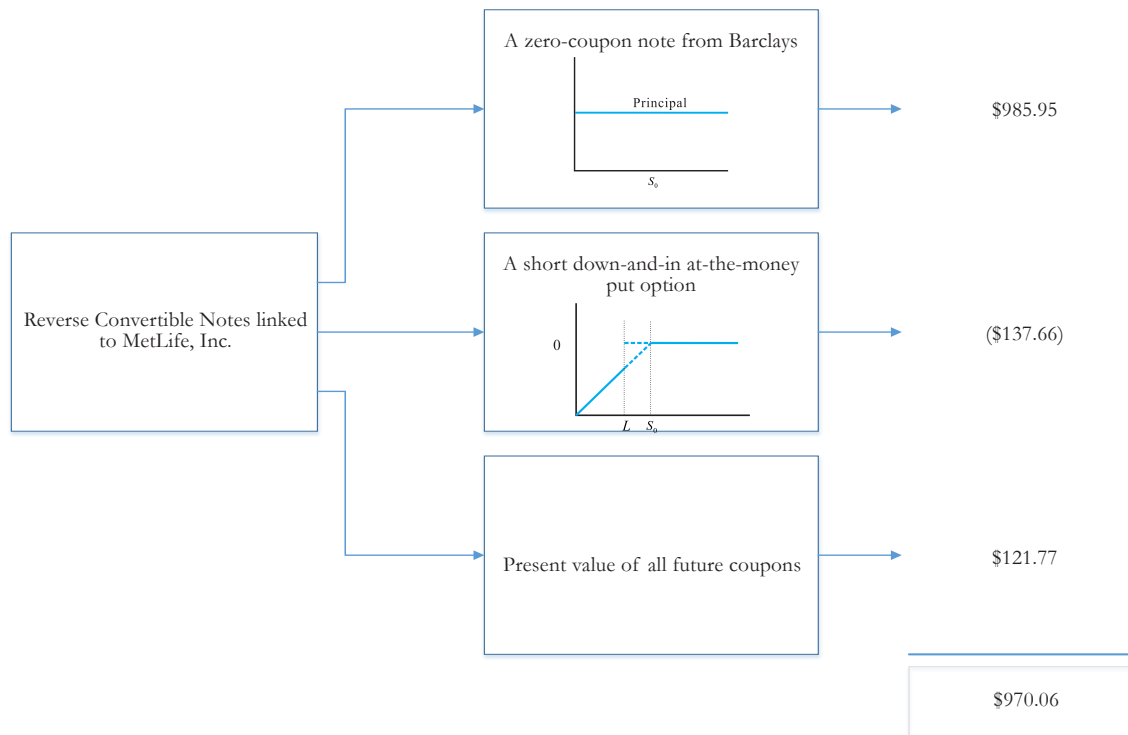 A zero-coupon note from Barclays
Principal
S₀
$985.95
Reverse Convertible Notes linked
to MetLife, Inc.
A short down-and-in at-the-money
put option
0
L S₀
($137.66)
Present value of all future coupons
$121.77
$970.06